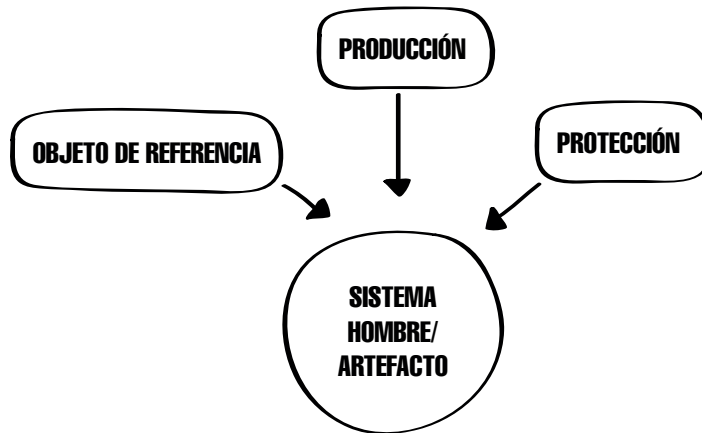 PRODUCCIÓN
OBJETO DE REFERENCIA
PROTECCIÓN
SISTEMA
HOMBRE/
ARTEFACTO